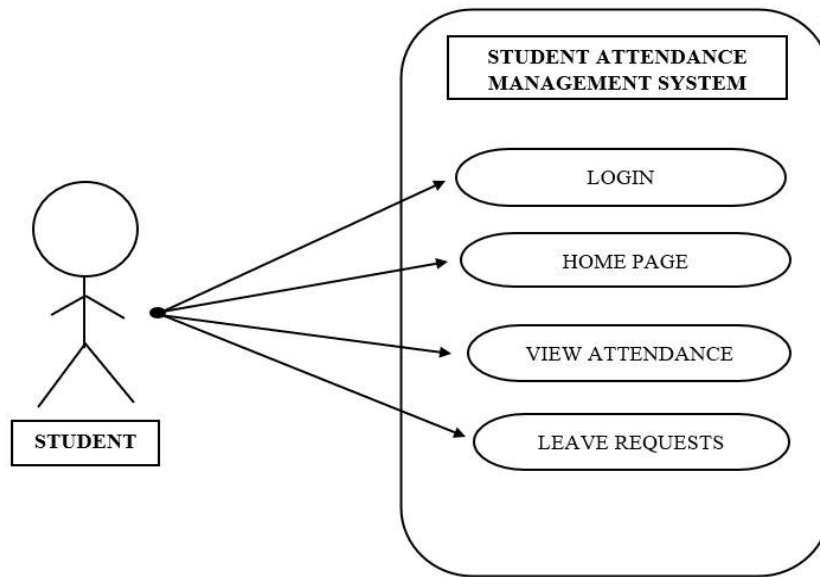 STUDENT ATTENDANCE
MANAGEMENT SYSTEM
LOGIN
HOME PAGE
VIEW ATTENDANCE
LEAVE REQUESTS
STUDENT